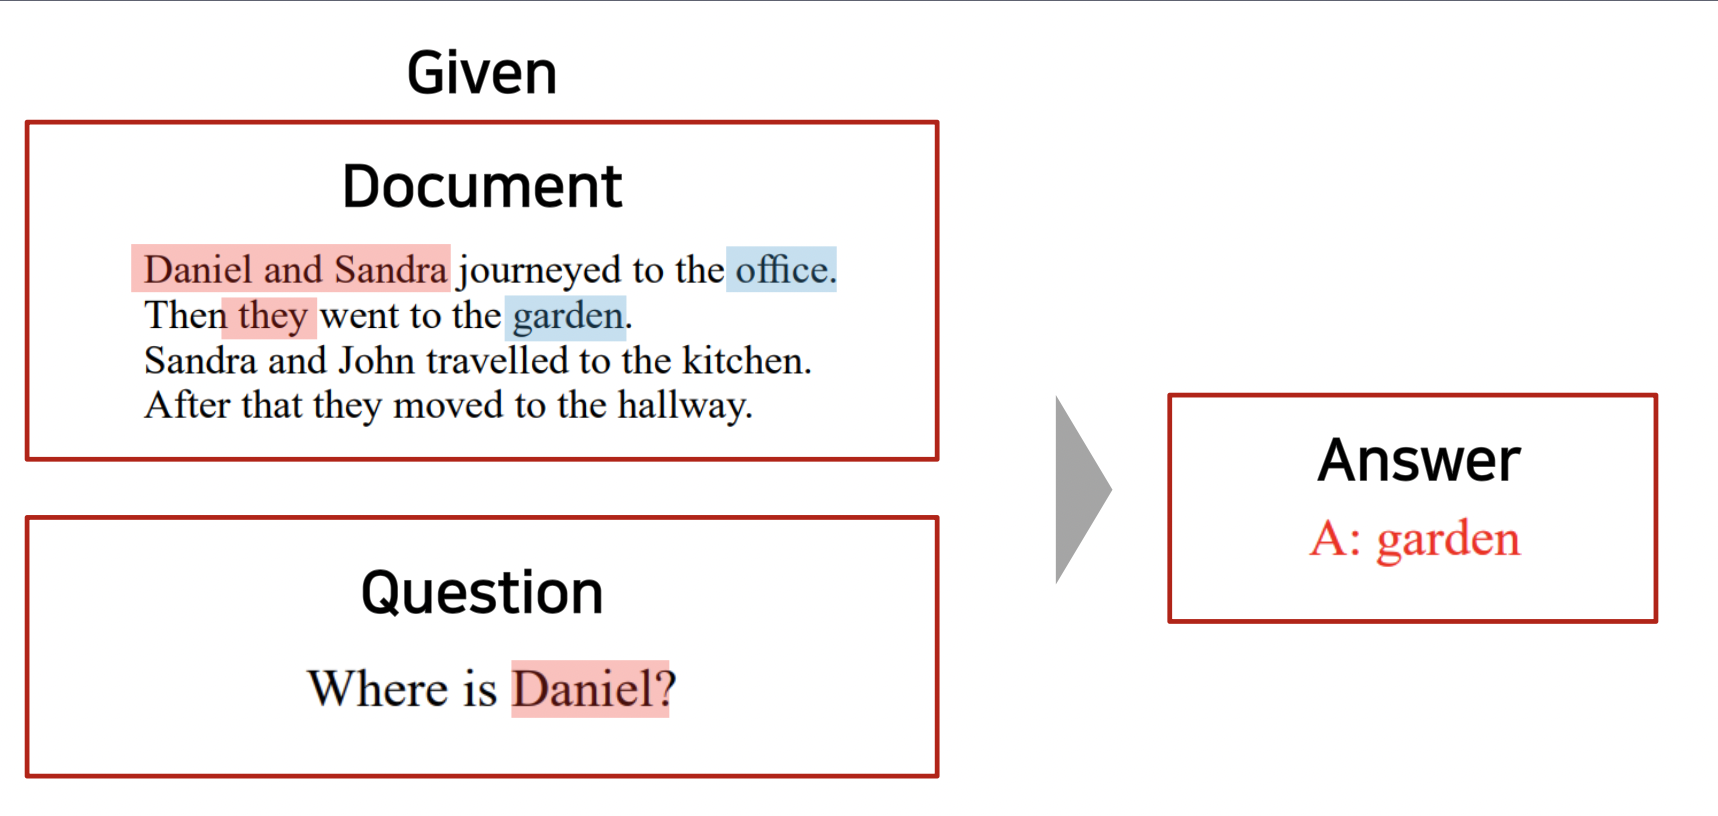 Given
Document
Daniel and Sandra journeyed to the office.
Then they went to the garden.
Sandra and John travelled to the kitchen.
After that they moved to the hallway.
Question
Where is Daniel?
Answer
A: garden